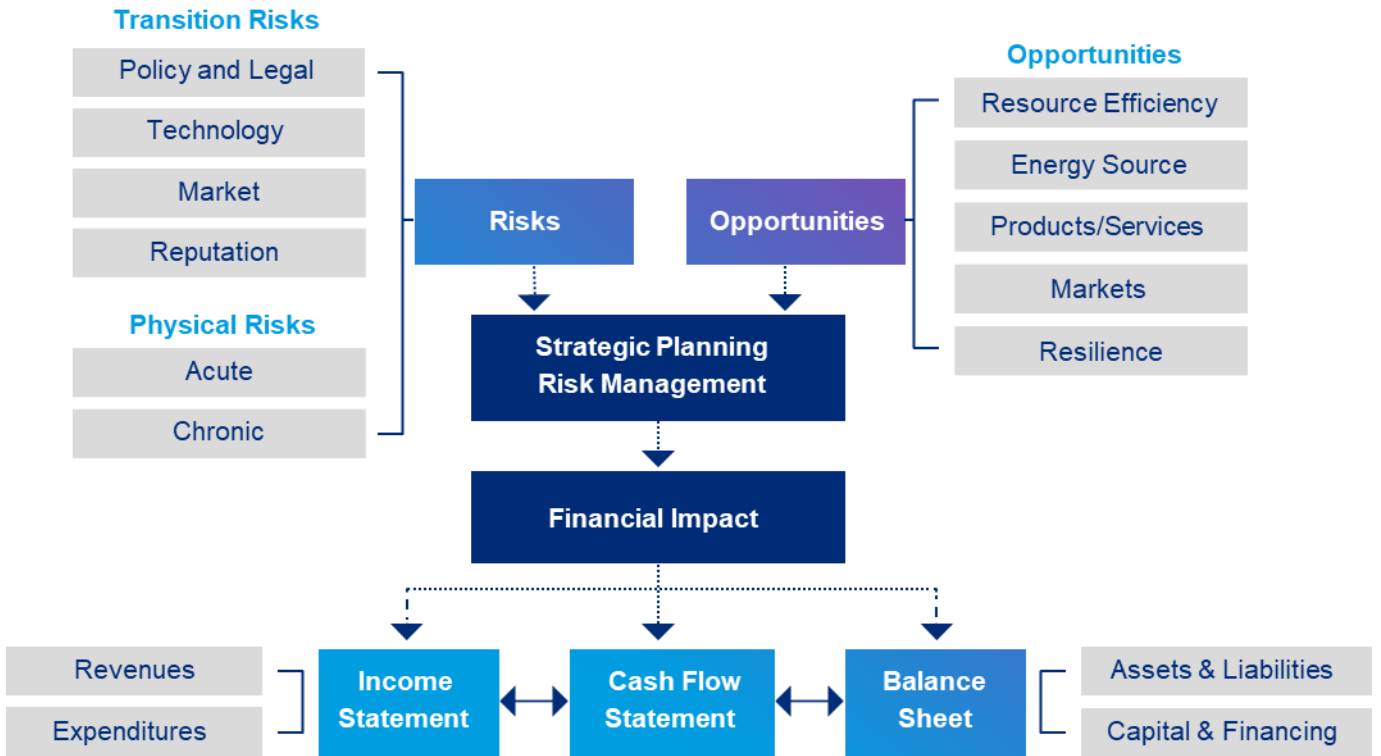 Transition Risks
Policy and Legal
Technology
Market
Reputation
Physical Risks
Acute
Chronic
Risks
Opportunities
Opportunities
Resource Efficiency
Energy Source
Products/Services
Markets
Resilience
Strategic Planning
Risk Management
Financial Impact
Revenues
Expenditures
Income
Statement
Cash Flow
Statement
Balance
Sheet
Assets & Liabilities
Capital & Financing